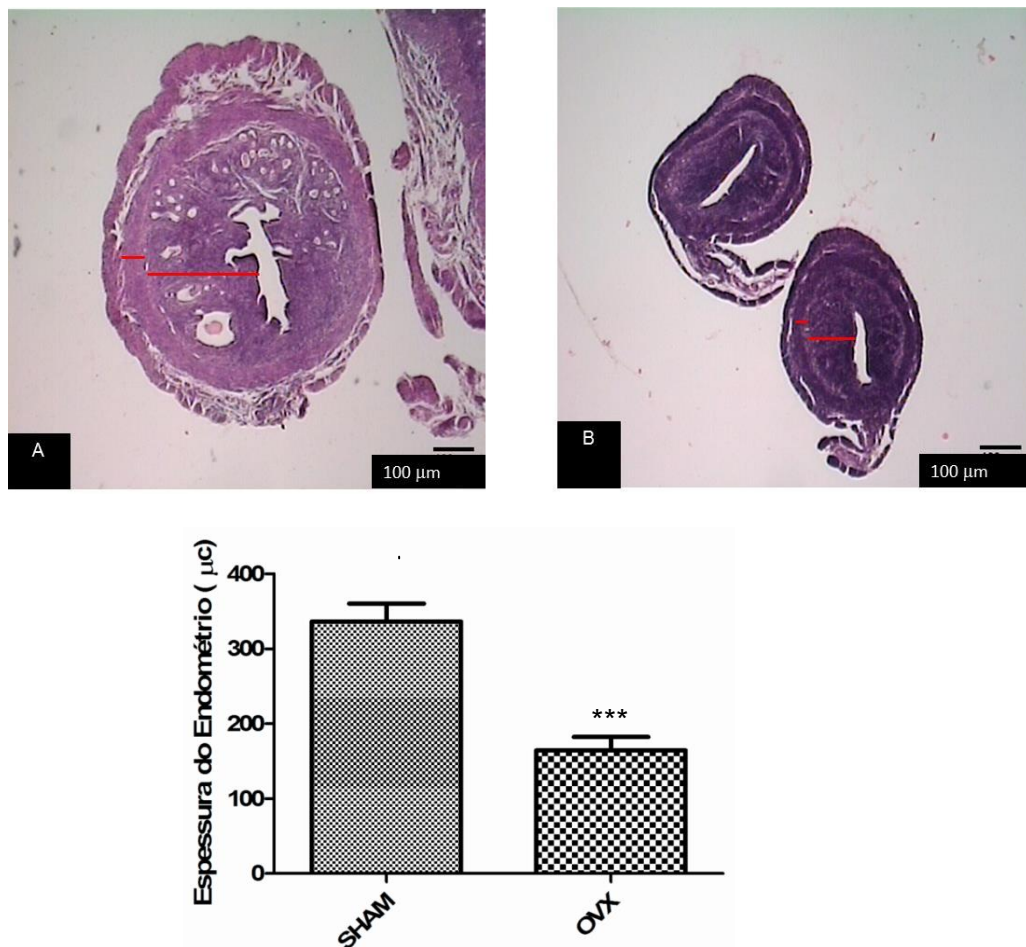 A
100 µm
B
100 µm
Espessura do Endométrio ( µc)
400
300
200
100
0
***
SHAM
OVX